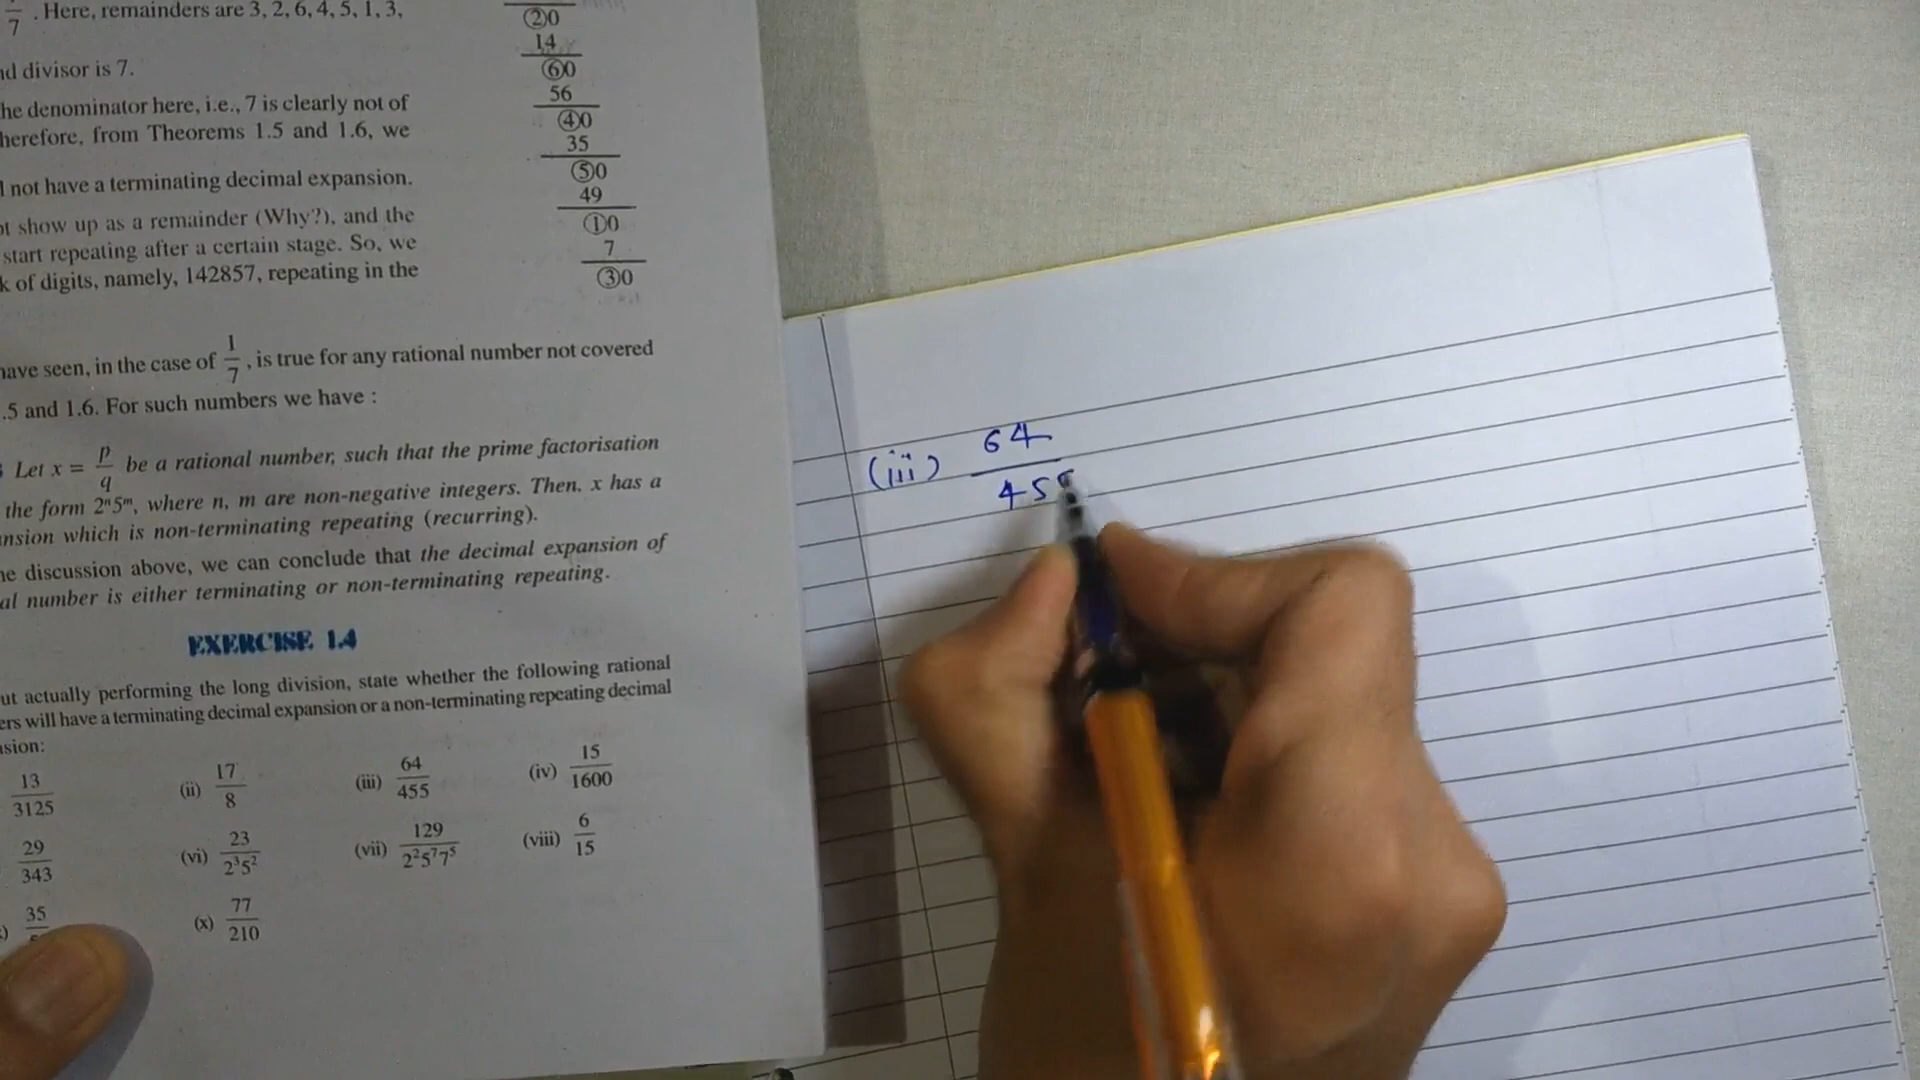 1/7 . Here, remainders are 3, 2, 6, 4, 5, 1, 3,
divisor is 7.
denominator here, i.e., 7 is clearly not of
from Theorems 1.5 and 1.6, we
not have a terminating decimal expansion.
show up as a remainder (Why?), and the
start repeating after a certain stage. So, we
of digits, namely, 142857, repeating in the
20
14
60
56
40
35
50
49
10
7
30
have seen, in the case of 1/7 , is true for any rational number not covered
.5 and 1.6. For such numbers we have :
Let x = p/q be a rational number, such that the prime factorisation
the form 2ⁿ5ᵐ, where n, m are non-negative integers. Then, x has a
which is non-terminating repeating (recurring).
discussion above, we can conclude that the decimal expansion of
number is either terminating or non-terminating repeating.
EXERCISE 1.4
actually performing the long division, state whether the following rational
will have a terminating decimal expansion or a non-terminating repeating decimal
13/3125 (ii) 17/8 (iii) 64/455 (iv) 15/1600
29/343 (vi) 23/2³5² (vii) 129/2²5⁷7⁵ (viii) 6/15
35 (x) 77/210
(iii) 64/455